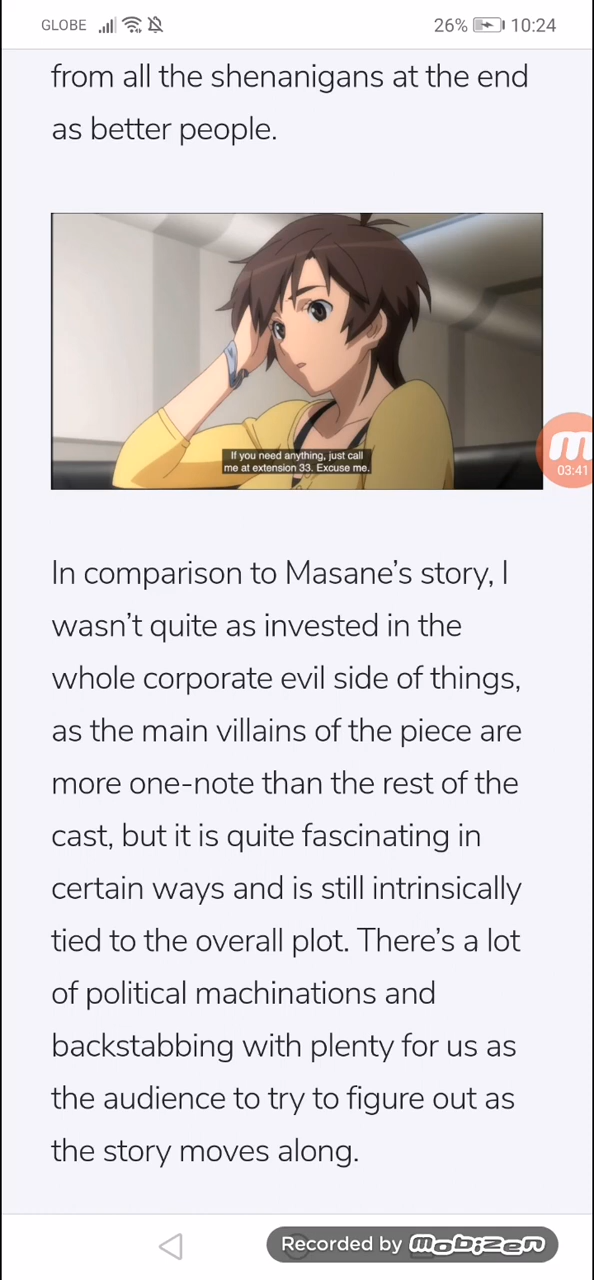 GLOBE 26% 10:24
from all the shenanigans at the end
as better people.
If you need anything, just call
me at extension 33. Excuse me.
m
03:41
In comparison to Masane’s story, I
wasn’t quite as invested in the
whole corporate evil side of things,
as the main villains of the piece are
more one-note than the rest of the
cast, but it is quite fascinating in
certain ways and is still intrinsically
tied to the overall plot. There’s a lot
of political machinations and
backstabbing with plenty for us as
the audience to try to figure out as
the story moves along.
Recorded by mobizen